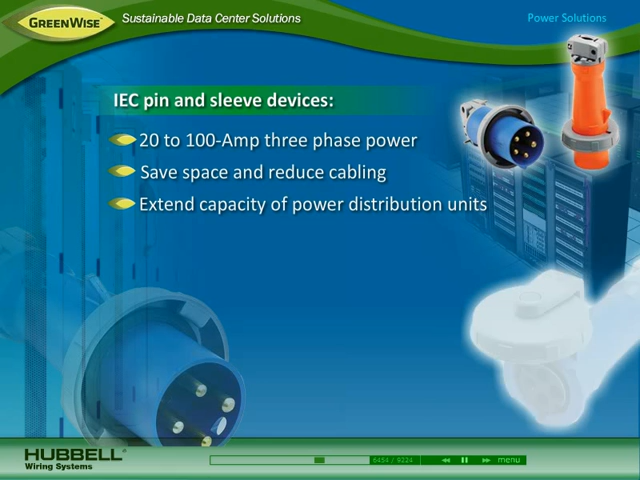 GREENWISE™ Sustainable Data Center Solutions
Power Solutions
IEC pin and sleeve devices:
20 to 100-Amp three phase power
Save space and reduce cabling
Extend capacity of power distribution units
HUBBELL®
Wiring Systems
6454 / 9224
menu